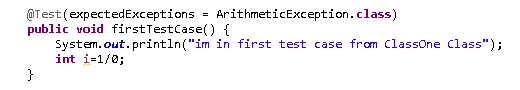 @Test(expectedExceptions = ArithmeticException.class)
public void firstTestCase() {
System.out.println("im in first test case from ClassOne Class");
int i=1/0;
}